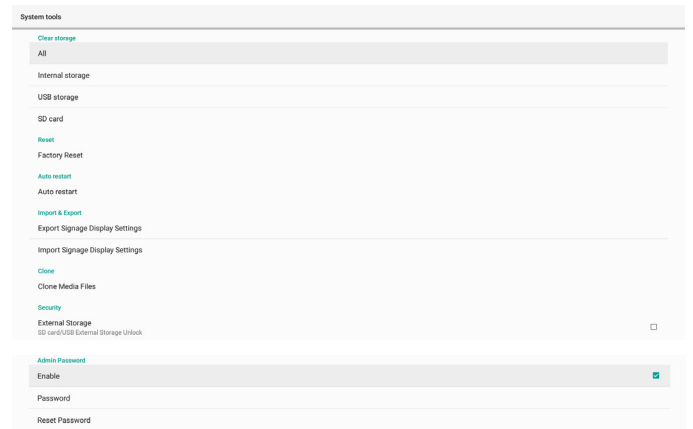 System tools
Clear storage
All
Internal storage
USB storage
SD card
Reset
Factory Reset
Auto restart
Auto restart
Import & Export
Export Signage Display Settings
Import Signage Display Settings
Clone
Clone Media Files
Security
External Storage
SD card/USB External Storage Unlock
Admin Password
Enable
Password
Reset Password